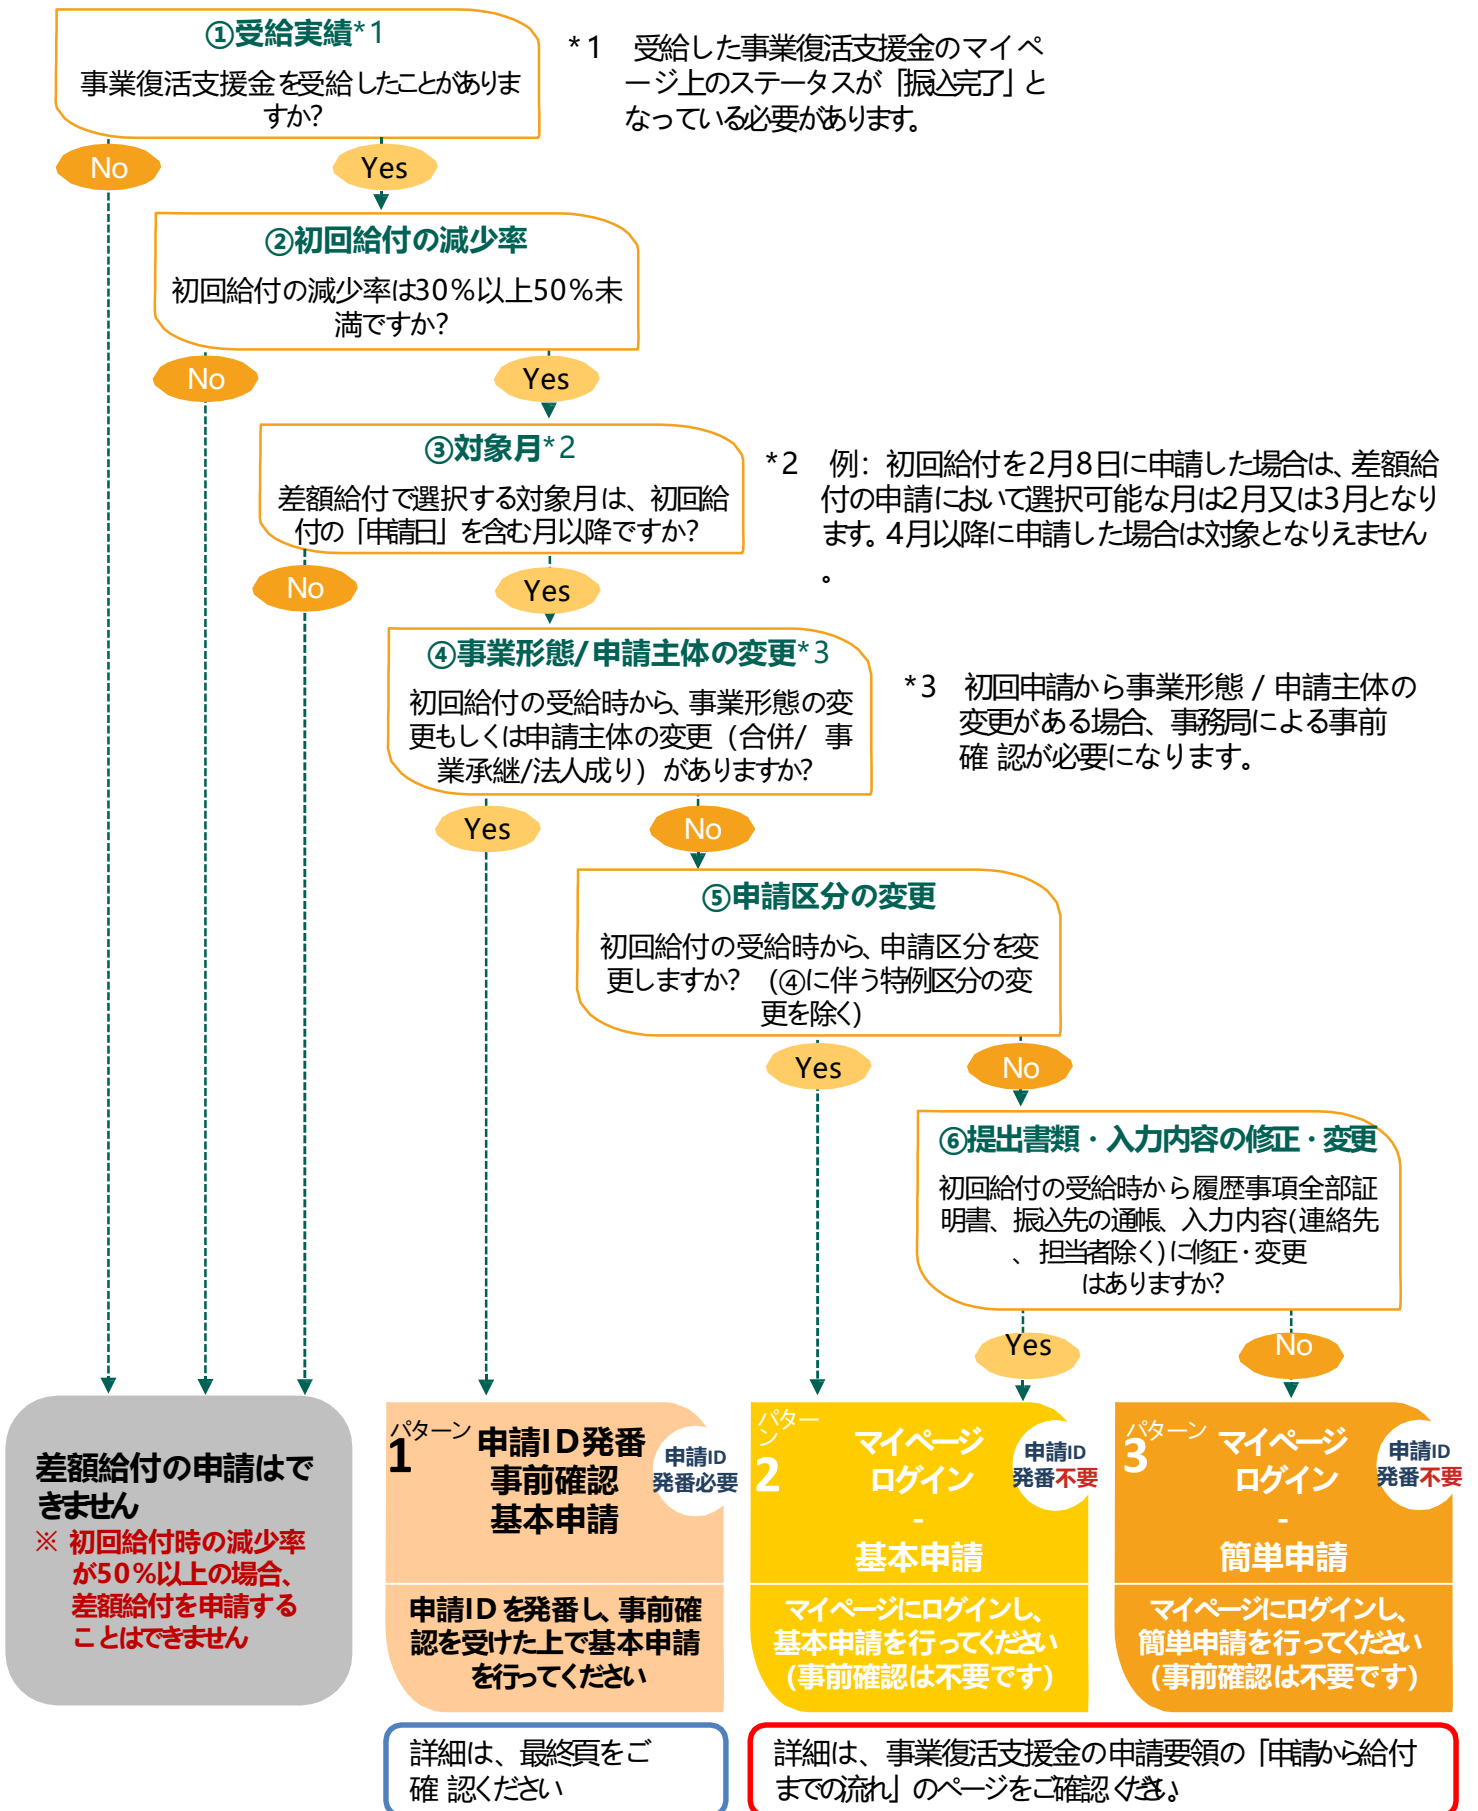 ①受給実績*1
事業復活支援金を受給したことがありま
すか?
*1 受給した事業復活支援金のマイペ
ージ上のステータスが「振込完了」と
なっている必要があります。
No
Yes
②初回給付の減少率
初回給付の減少率は30%以上50%未
満ですか?
No
Yes
③対象月*2
差額給付で選択する対象月は、初回給
付の「申請日」を含む月以降ですか?
*2 例: 初回給付を2月8日に申請した場合は、差額給
付の申請において選択可能な月は2月又は3月となり
ます。4月以降に申請した場合は対象となりえません
。
No
Yes
④事業形態/申請主体の変更*3
初回給付の受給時から、事業形態の変
更もしくは申請主体の変更(合併/ 事
業承継/法人成り)がありますか?
*3 初回申請から事業形態 / 申請主体の
変更がある場合、事務局による事前
確 認が必要になります。
Yes
No
⑤申請区分の変更
初回給付の受給時から、申請区分を変
更しますか? (④に伴う特例区分の変
更を除く)
Yes
No
⑥提出書類・入力内容の修正・変更
初回給付の受給時から履歴事項全部証
明書、振込先の通帳、入力内容(連絡先
、担当者除く)に修正・変更
はありますか?
Yes
No
差額給付の申請はで
きません
※ 初回給付時の減少率
が50%以上の場合、
差額給付を申請する
ことはできません
パターン
1
申請ID発番
事前確認
基本申請
申請ID
発番必要
申請IDを発番し、事前確
認を受けた上で基本申請
を行ってください
パター
ン
2
マイページ
ログイン
-
基本申請
申請ID
発番不要
マイページにログインし、
基本申請を行ってください
(事前確認は不要です)
パターン
3
マイページ
ログイン
-
簡単申請
申請ID
発番不要
マイページにログインし、
簡単申請を行ってください
(事前確認は不要です)
詳細は、最終頁をご
確 認ください
詳細は、事業復活支援金の申請要領の「申請から給付
までの流れ」のページをご確認ください。